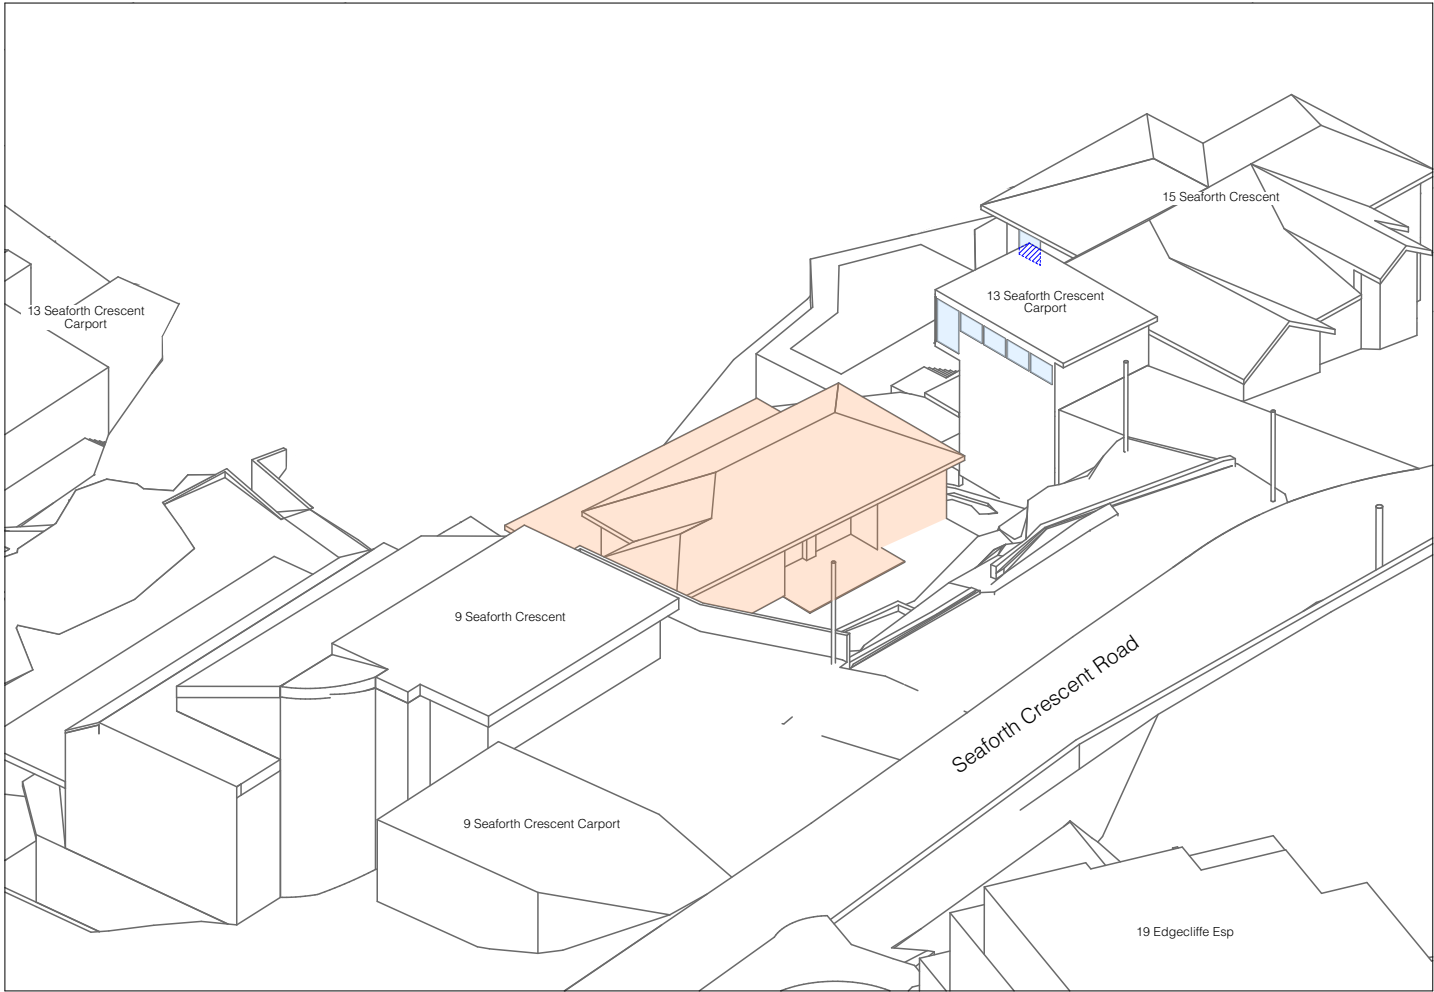 15 Seaforth Crescent
13 Seaforth Crescent
Carport
13 Seaforth Crescent
Carport
9 Seaforth Crescent
Seaforth Crescent Road
9 Seaforth Crescent Carport
19 Edgecliffe Esp